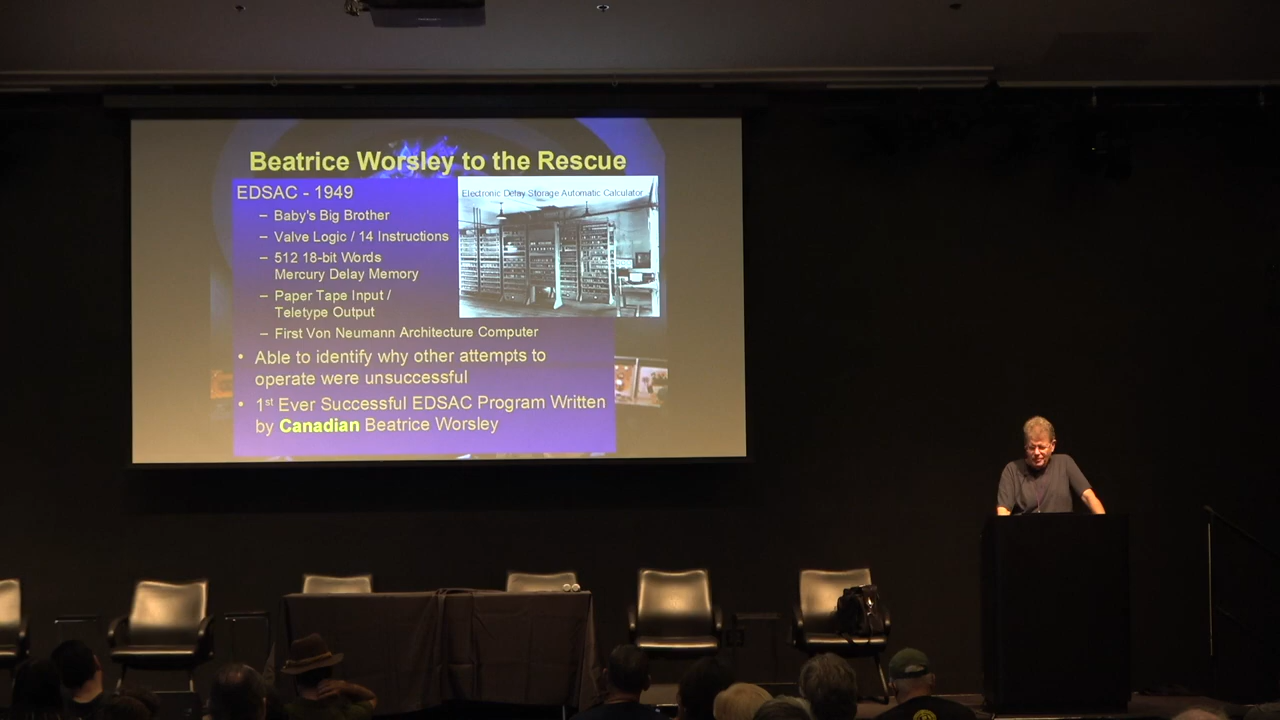 Beatrice Worsley to the Rescue
EDSAC - 1949
Electronic Delay Storage Automatic Calculator
– Baby's Big Brother
– Valve Logic / 14 Instructions
– 512 18-bit Words
Mercury Delay Memory
– Paper Tape Input /
Teletype Output
– First Von Neumann Architecture Computer
• Able to identify why other attempts to
operate were unsuccessful
• 1st Ever Successful EDSAC Program Written
by Canadian Beatrice Worsley